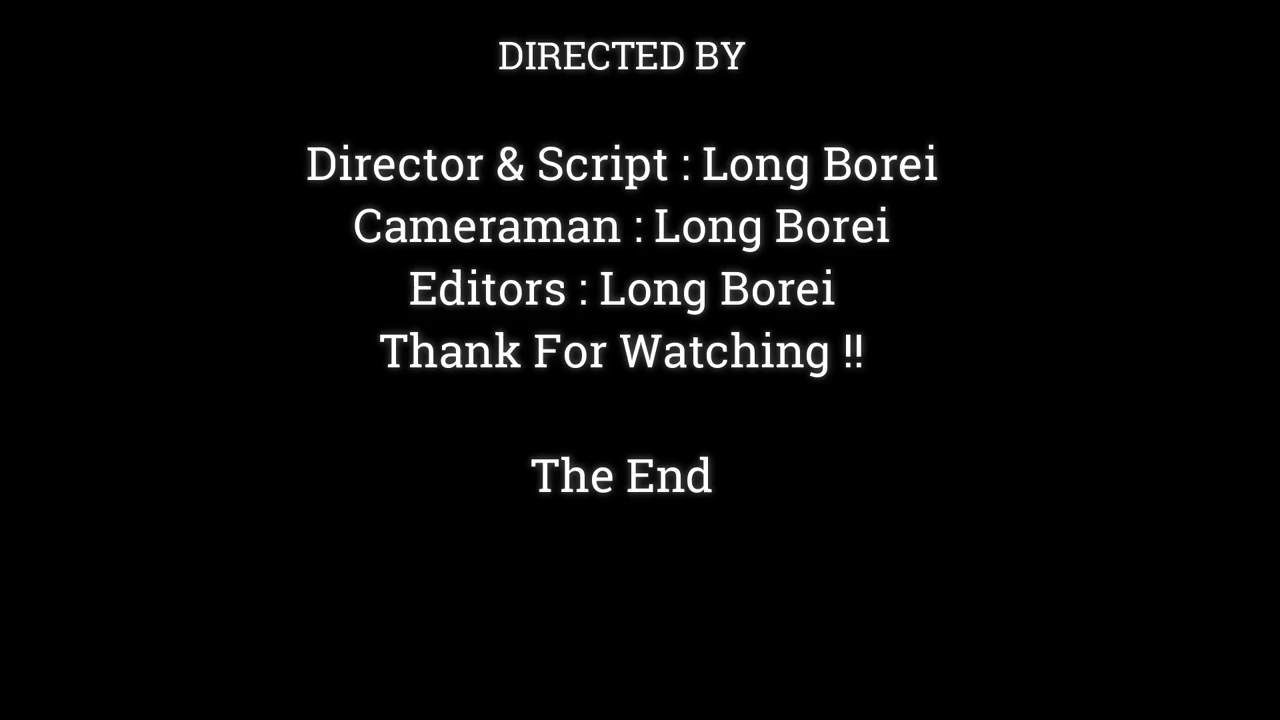 DIRECTED BY
Director & Script : Long Borei
Cameraman : Long Borei
Editors : Long Borei
Thank For Watching !!
The End